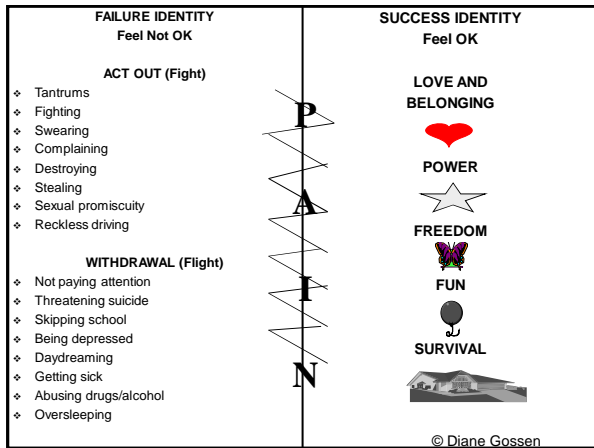 FAILURE IDENTITY
Feel Not OK
ACT OUT (Fight)
❖ Tantrums
❖ Fighting
❖ Swearing
❖ Complaining
❖ Destroying
❖ Stealing
❖ Sexual promiscuity
❖ Reckless driving
WITHDRAWAL (Flight)
❖ Not paying attention
❖ Threatening suicide
❖ Skipping school
❖ Being depressed
❖ Daydreaming
❖ Getting sick
❖ Abusing drugs/alcohol
❖ Oversleeping
P
A
I
N
SUCCESS IDENTITY
Feel OK
LOVE AND
BELONGING
POWER
FREEDOM
FUN
SURVIVAL
© Diane Gossen